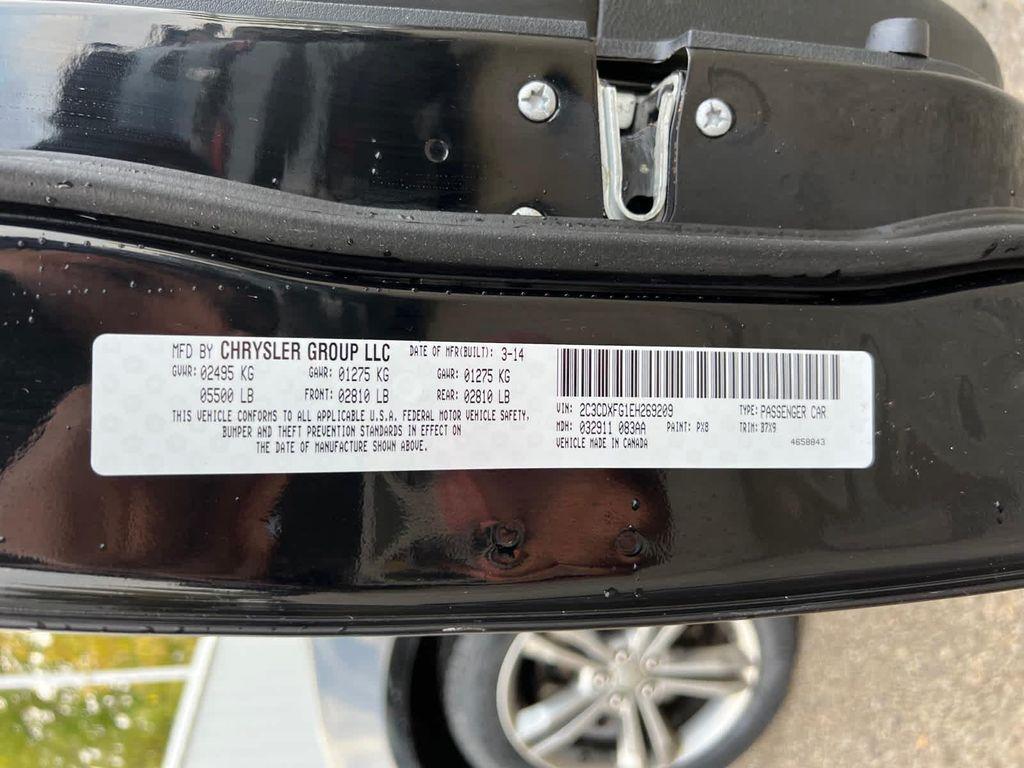 MFD BY CHRYSLER GROUP LLC DATE OF MFR(BUILT): 3-14
GVWR: 02495 KG GAWR: 01275 KG GAWR: 01275 KG
05500 LB FRONT: 02810 LB REAR: 02810 LB
THIS VEHICLE CONFORMS TO ALL APPLICABLE U.S.A. FEDERAL MOTOR VEHICLE SAFETY,
BUMPER AND THEFT PREVENTION STANDARDS IN EFFECT ON
THE DATE OF MANUFACTURE SHOWN ABOVE.
VIN: 2C3CDXFG1EH269209 TYPE: PASSENGER CAR
MDH: 032911 083AA PAINT: PX8 TRIM: B7X9
VEHICLE MADE IN CANADA 4658843